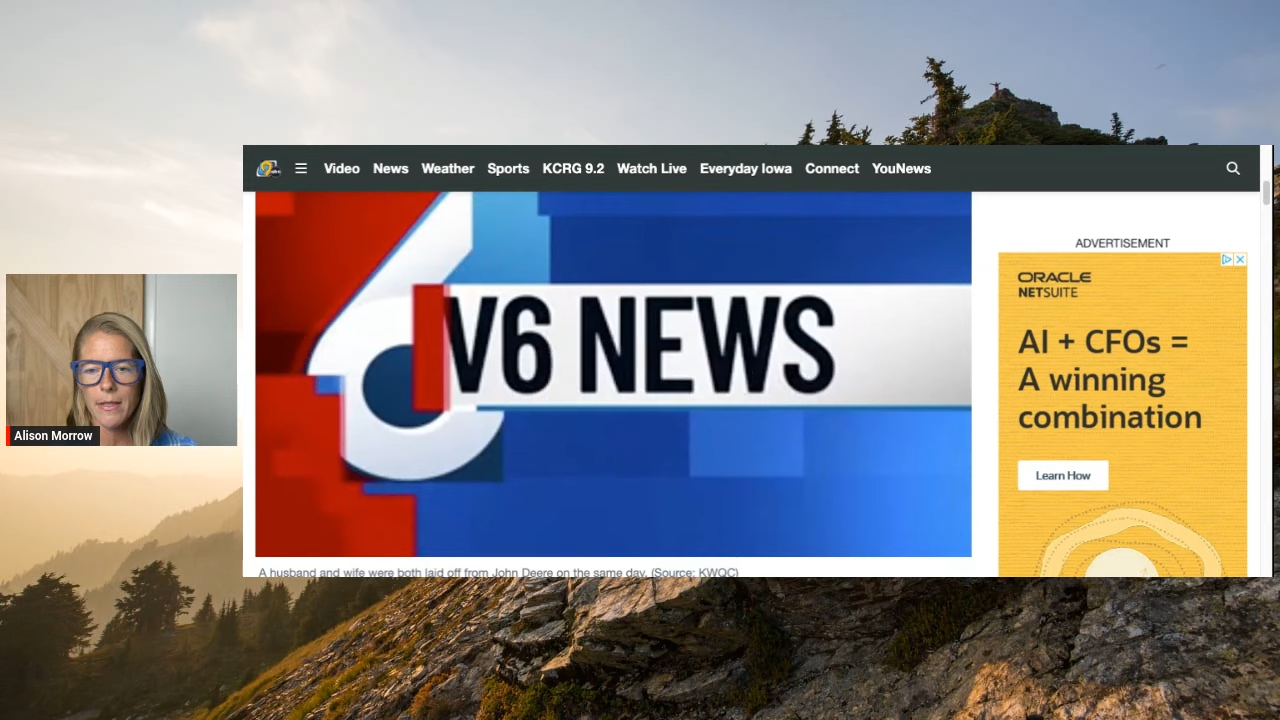 Video News Weather Sports KCRG 9.2 Watch Live Everyday Iowa Connect YouNews
V6 NEWS
A husband and wife were both laid off from John Deere on the same day. (Source: KWQC)
ADVERTISEMENT
ORACLE
NETSUITE
AI + CFOs =
A winning
combination
Learn How
Alison Morrow